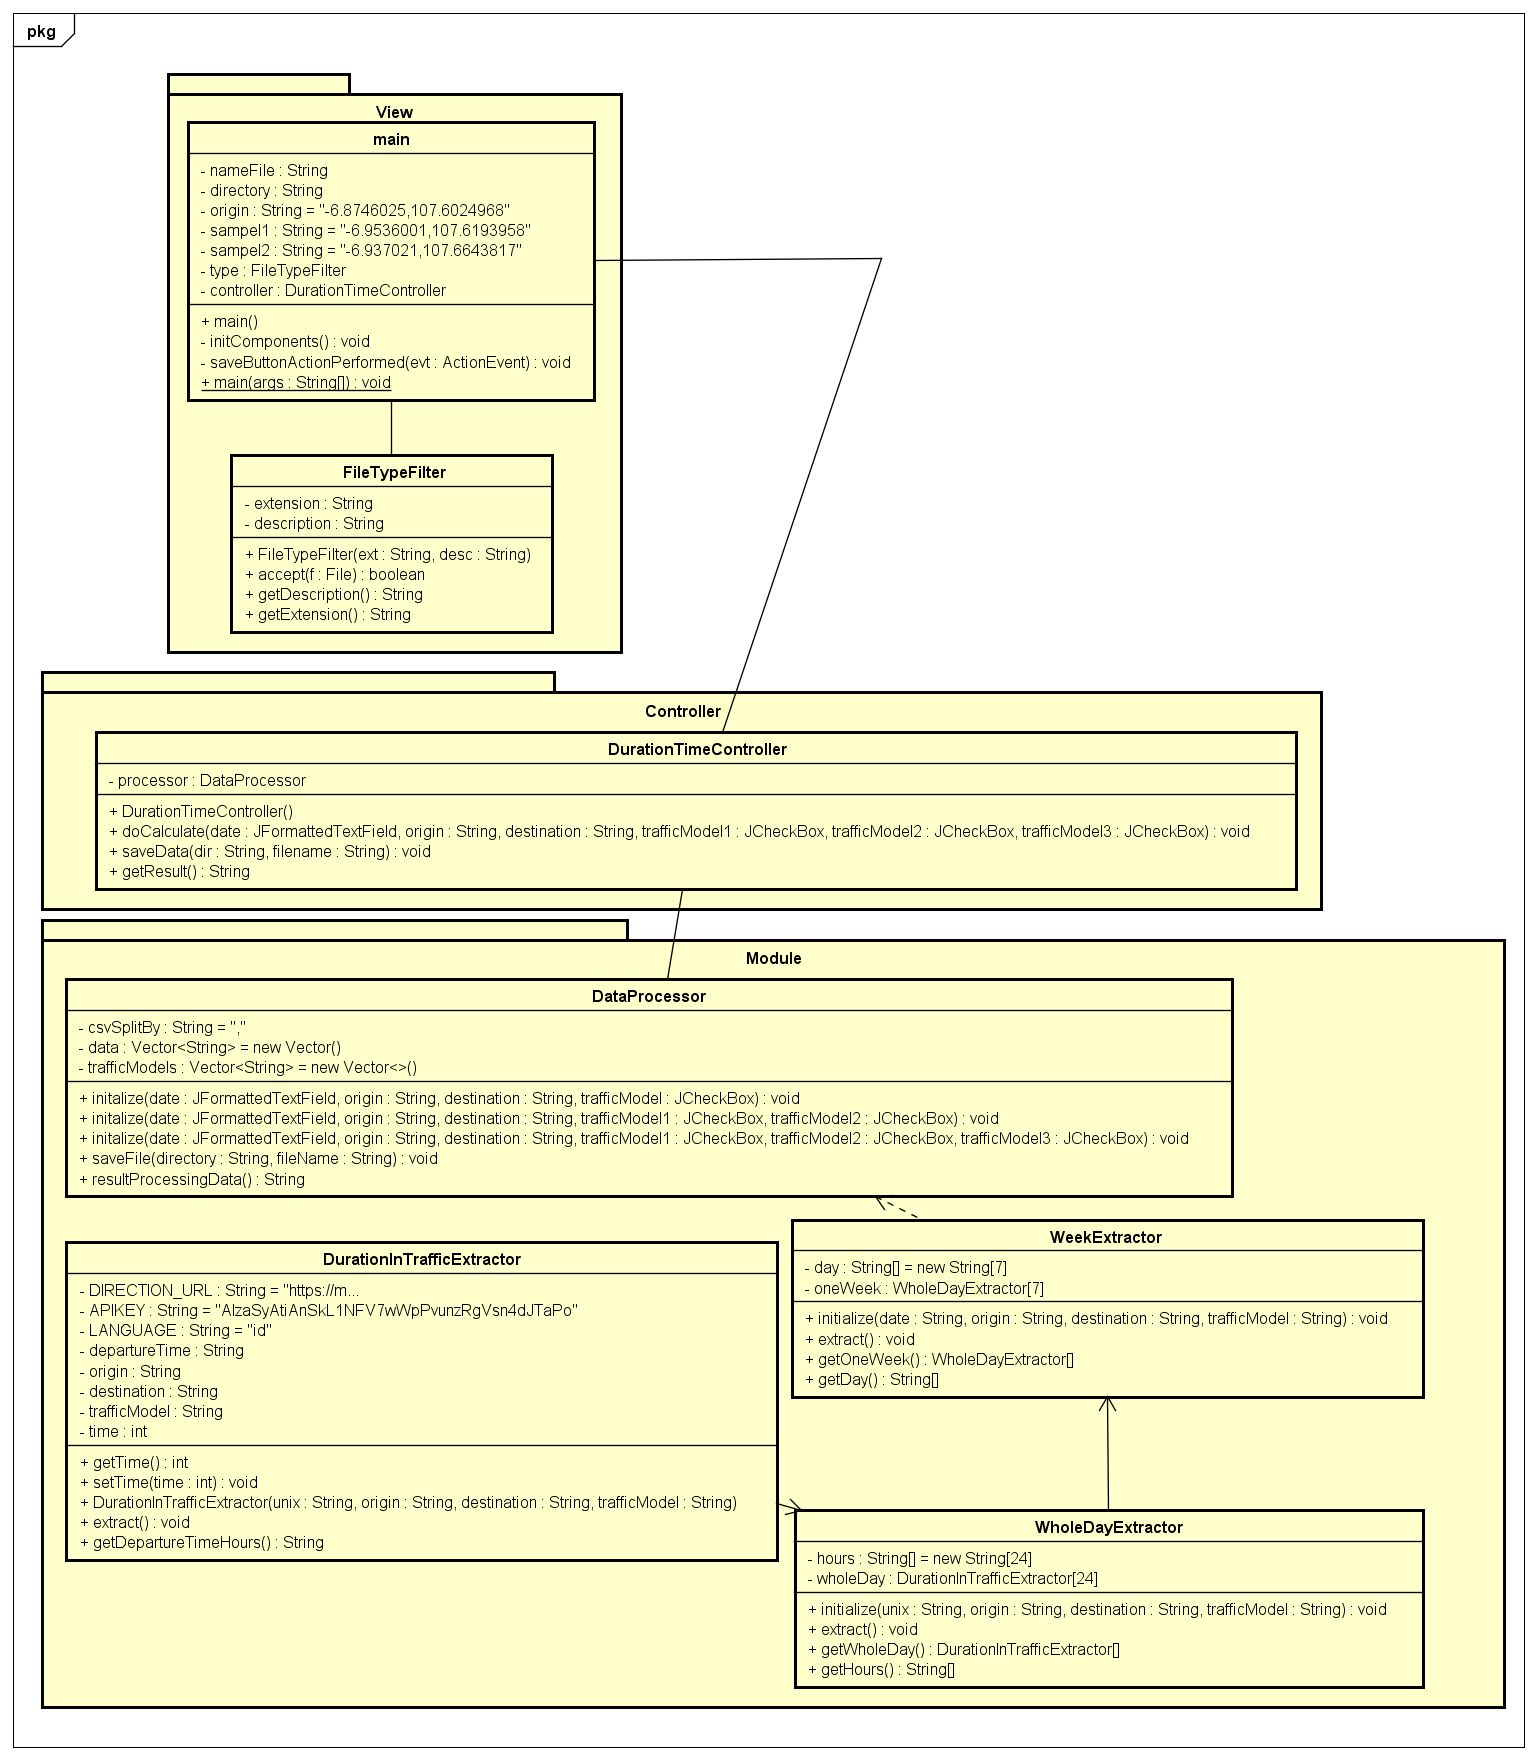 pkg
View
main
- nameFile : String
- directory : String
- origin : String = "-6.8746025,107.6024968"
- sampel1 : String = "-6.9536001,107.6193958"
- sampel2 : String = "-6.937021,107.6643817"
- type : FileTypeFilter
- controller : DurationTimeController
+ main()
- initComponents() : void
- saveButtonActionPerformed(evt : ActionEvent) : void
+ main(args : String[]) : void
FileTypeFilter
- extension : String
- description : String
+ FileTypeFilter(ext : String, desc : String)
+ accept(f : File) : boolean
+ getDescription() : String
+ getExtension() : String
Controller
DurationTimeController
- processor : DataProcessor
+ DurationTimeController()
+ doCalculate(date : JFormattedTextField, origin : String, destination : String, trafficModel1 : JCheckBox, trafficModel2 : JCheckBox, trafficModel3 : JCheckBox) : void
+ saveData(dir : String, filename : String) : void
+ getResult() : String
Module
DataProcessor
- csvSplitBy : String = ","
- data : Vector<String> = new Vector()
- trafficModels : Vector<String> = new Vector<>()
+ initalize(date : JFormattedTextField, origin : String, destination : String, trafficModel : JCheckBox) : void
+ initalize(date : JFormattedTextField, origin : String, destination : String, trafficModel1 : JCheckBox, trafficModel2 : JCheckBox) : void
+ initalize(date : JFormattedTextField, origin : String, destination : String, trafficModel1 : JCheckBox, trafficModel2 : JCheckBox, trafficModel3 : JCheckBox) : void
+ saveFile(directory : String, fileName : String) : void
+ resultProcessingData() : String
DurationInTrafficExtractor
- DIRECTION_URL : String = "https://m...
- APIKEY : String = "AIzaSyAtiAnSkL1NFV7wWpPvunzRgVsn4dJTaPo"
- LANGUAGE : String = "id"
- departureTime : String
- origin : String
- destination : String
- trafficModel : String
- time : int
+ getTime() : int
+ setTime(time : int) : void
+ DurationInTrafficExtractor(unix : String, origin : String, destination : String, trafficModel : String)
+ extract() : void
+ getDepartureTimeHours() : String
WeekExtractor
- day : String[] = new String[7]
- oneWeek : WholeDayExtractor[7]
+ initialize(date : String, origin : String, destination : String, trafficModel : String) : void
+ extract() : void
+ getOneWeek() : WholeDayExtractor[]
+ getDay() : String[]
WholeDayExtractor
- hours : String[] = new String[24]
- wholeDay : DurationInTrafficExtractor[24]
+ initialize(unix : String, origin : String, destination : String, trafficModel : String) : void
+ extract() : void
+ getWholeDay() : DurationInTrafficExtractor[]
+ getHours() : String[]